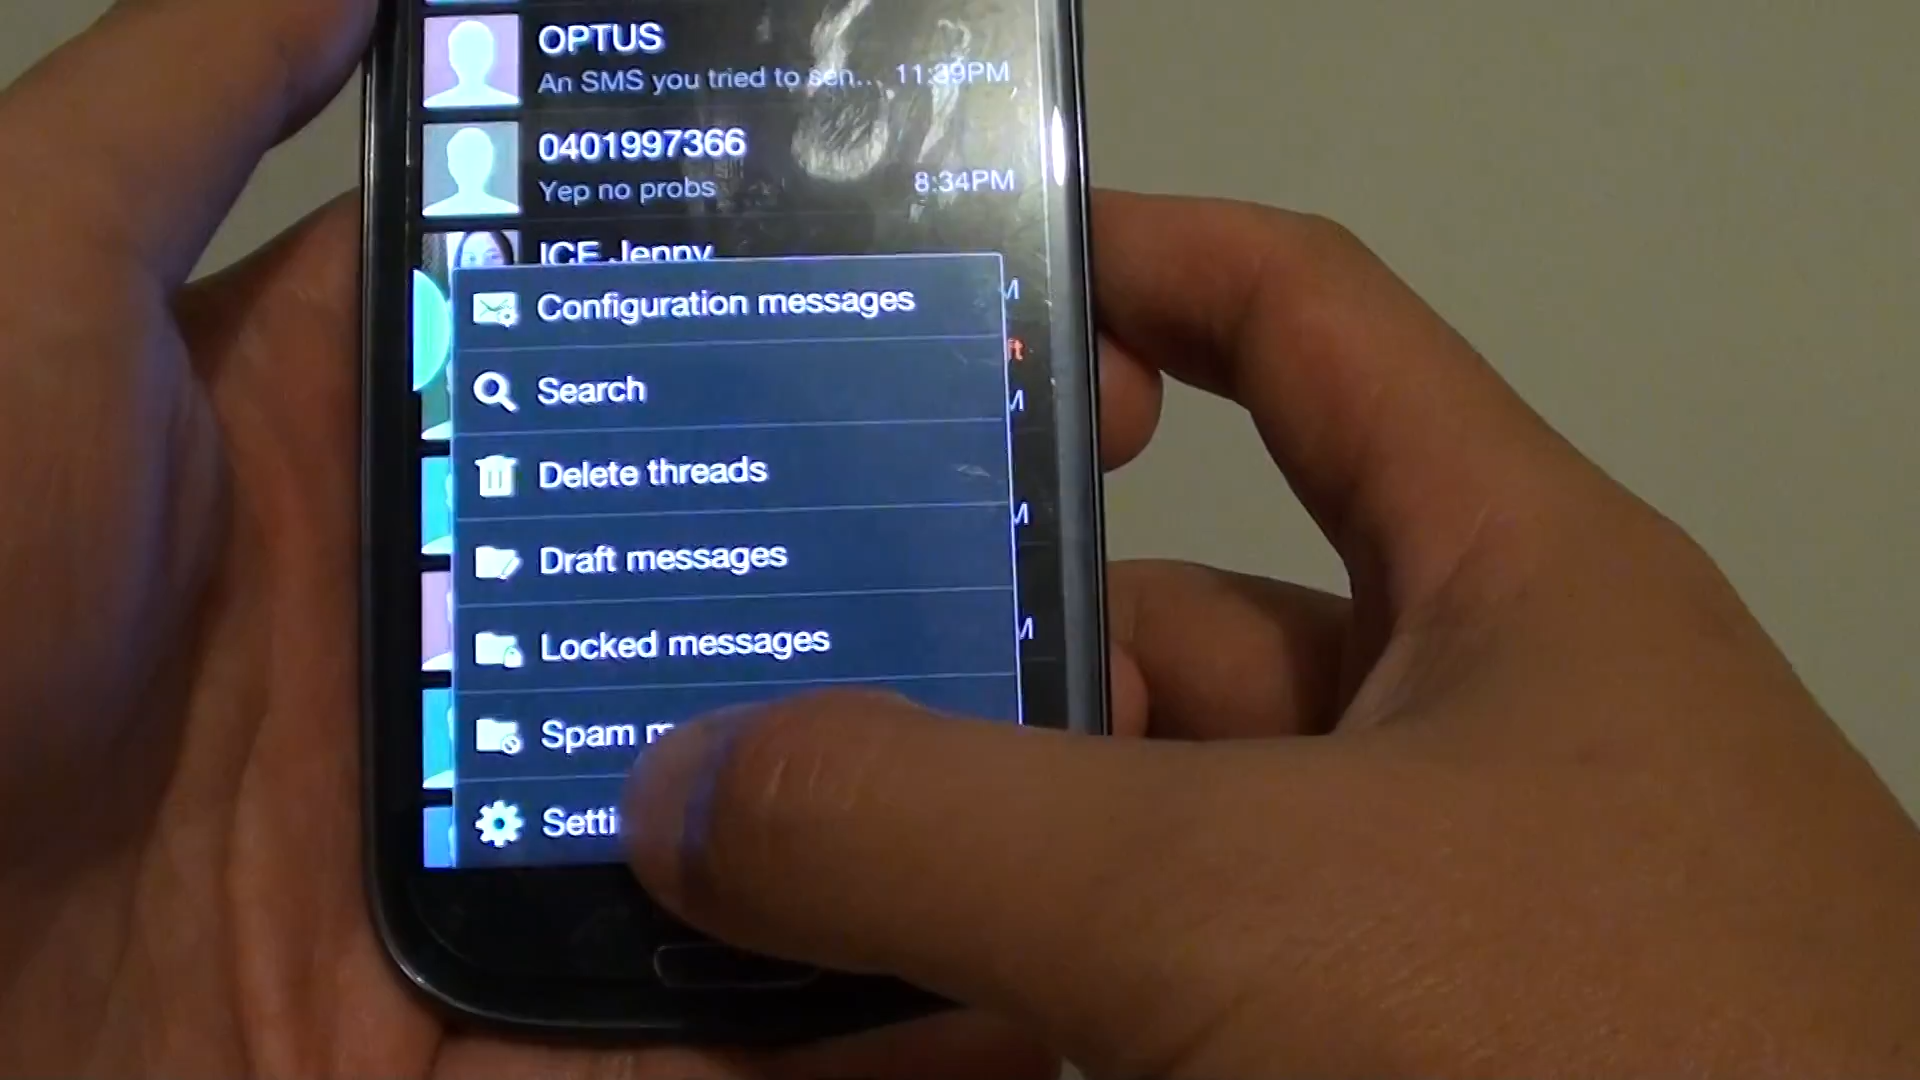 OPTUS
An SMS you tried to sen... 11:39PM
0401997366
Yep no probs 8:34PM
ICE Jenny
M
Configuration messages
ft
Search
M
Delete threads
M
Draft messages
Locked messages
M
Spam m
Setti